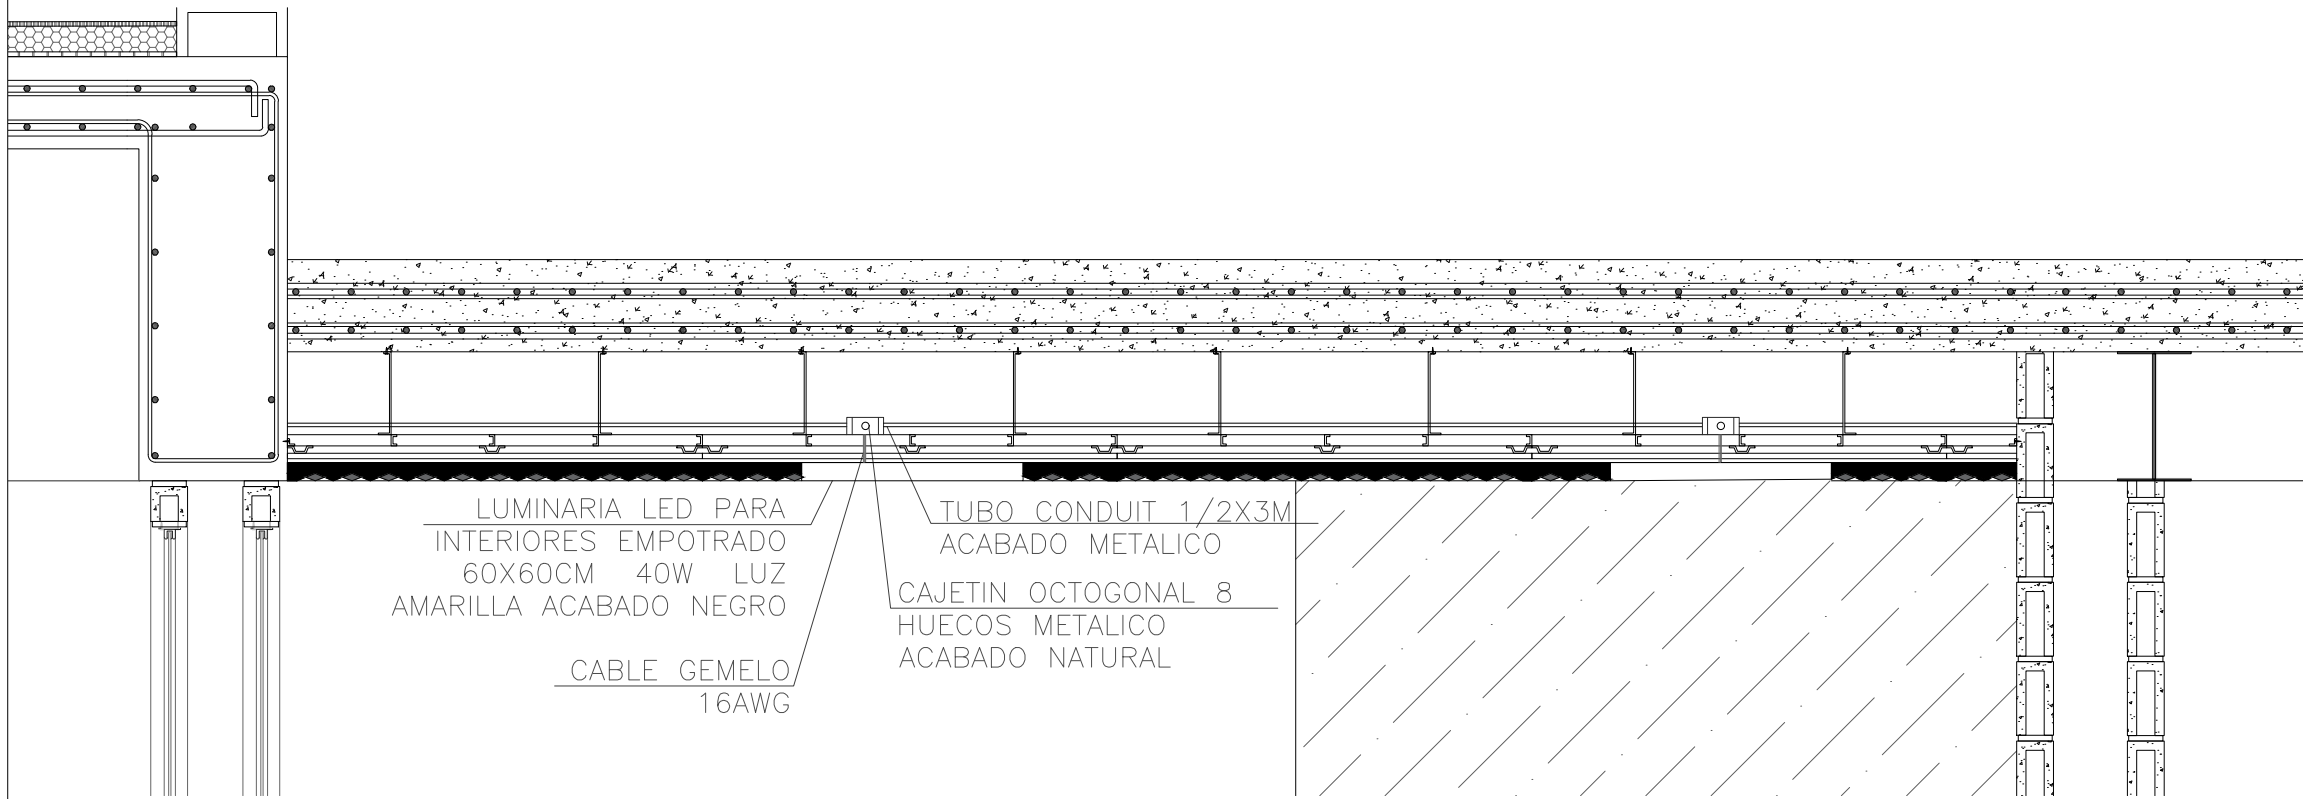 LUMINARIA LED PARA
INTERIORES EMPOTRADO
60X60CM 40W LUZ
AMARILLA ACABADO NEGRO
CABLE GEMELO
16AWG
TUBO CONDUIT 1/2X3M
ACABADO METALICO
CAJETIN OCTOGONAL 8
HUECOS METALICO
ACABADO NATURAL